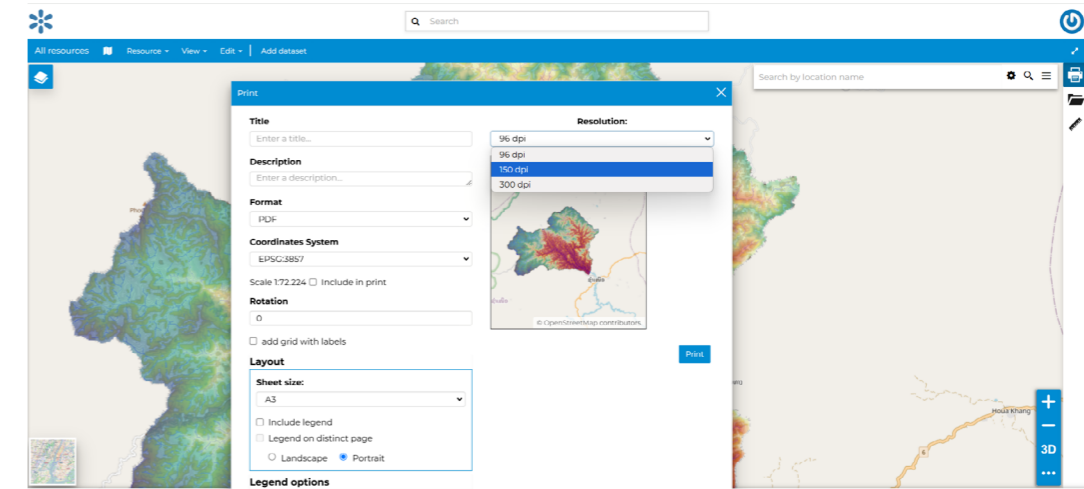 Search
All resources Resource View Edit Add dataset
Search by location name
Print
Title
Enter a title...
Description
Enter a description...
Format
PDF
Coordinates System
EPSG:3857
Scale 1:72.224 Include in print
Rotation
0
add grid with labels
Layout
Sheet size:
A3
Include legend
Legend on distinct page
Landscape Portrait
Legend options
Resolution:
96 dpi
96 dpi
150 dpi
300 dpi
© OpenStreetMap contributors.
Print
Houa Khang
6
3D